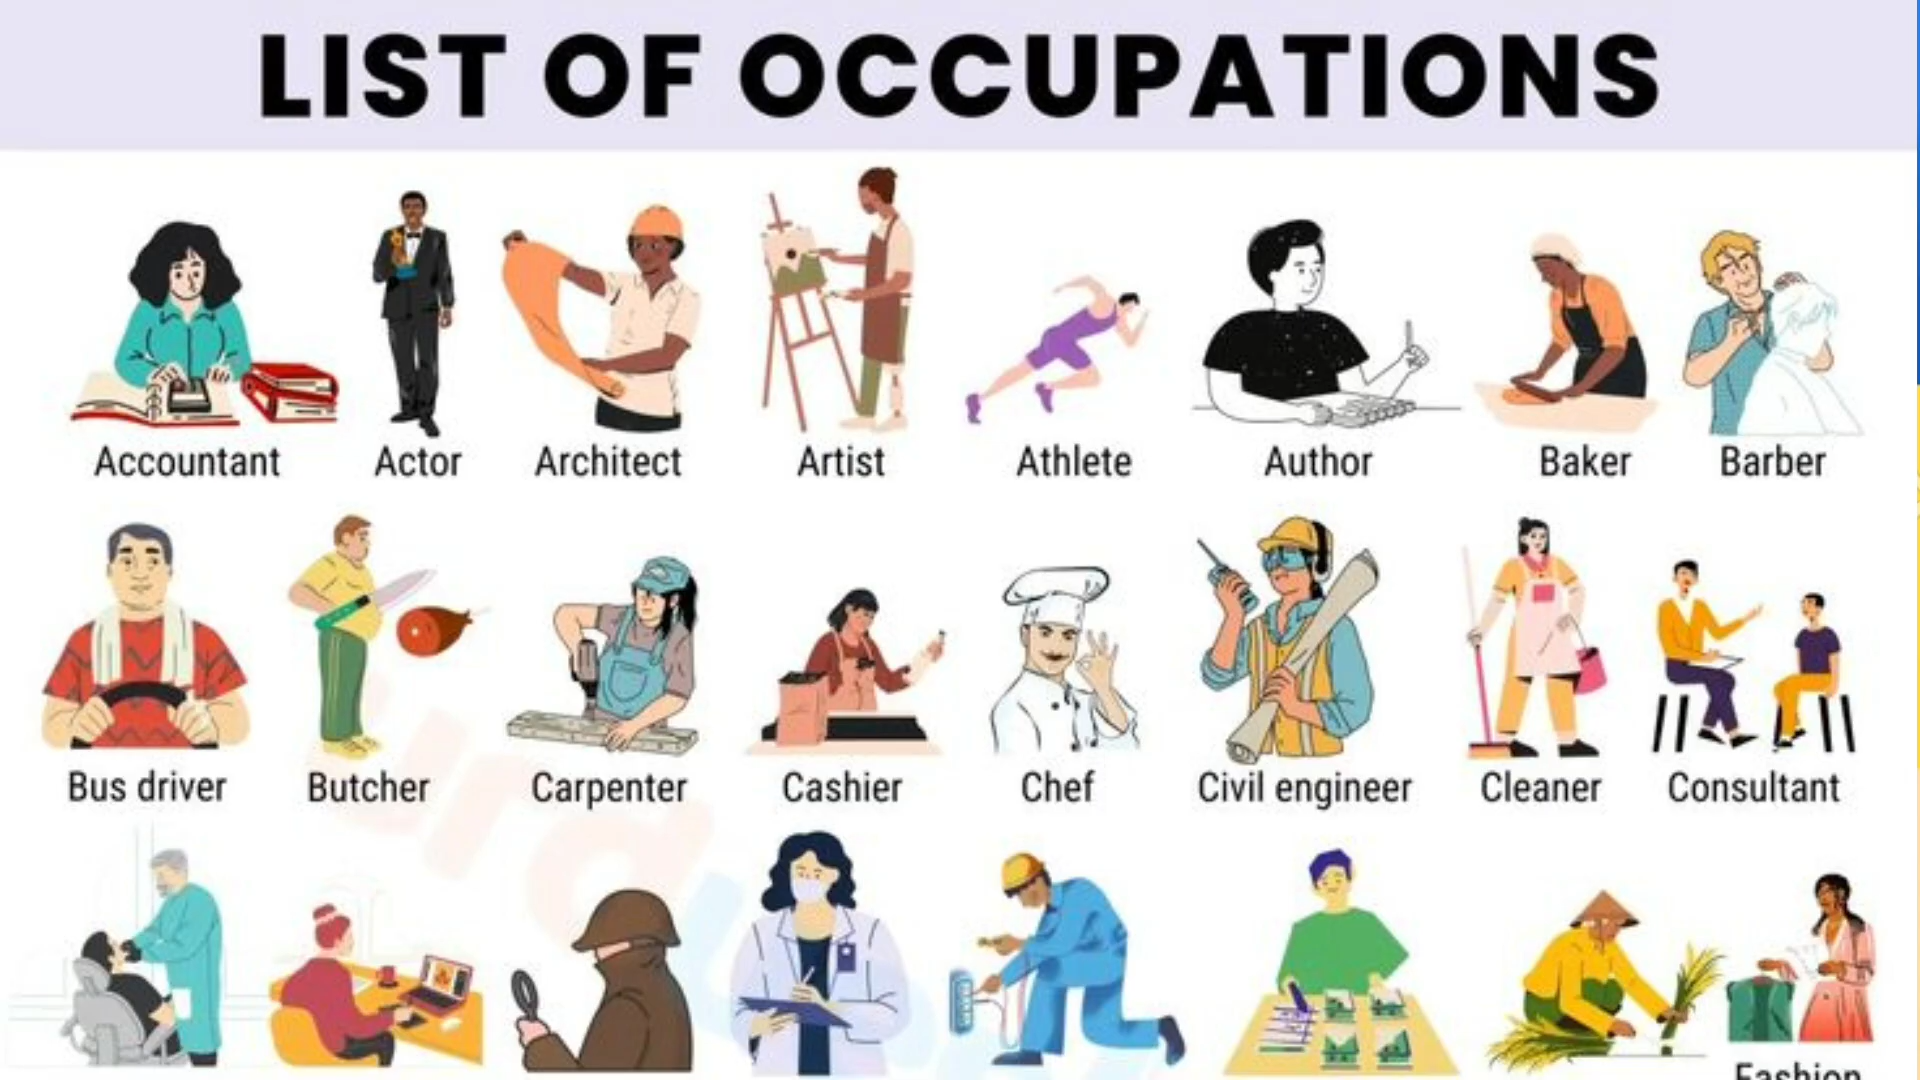 LIST OF OCCUPATIONS
Accountant Actor Architect Artist Athlete Author Baker Barber
Bus driver Butcher Carpenter Cashier Chef Civil engineer Cleaner Consultant
Fashion